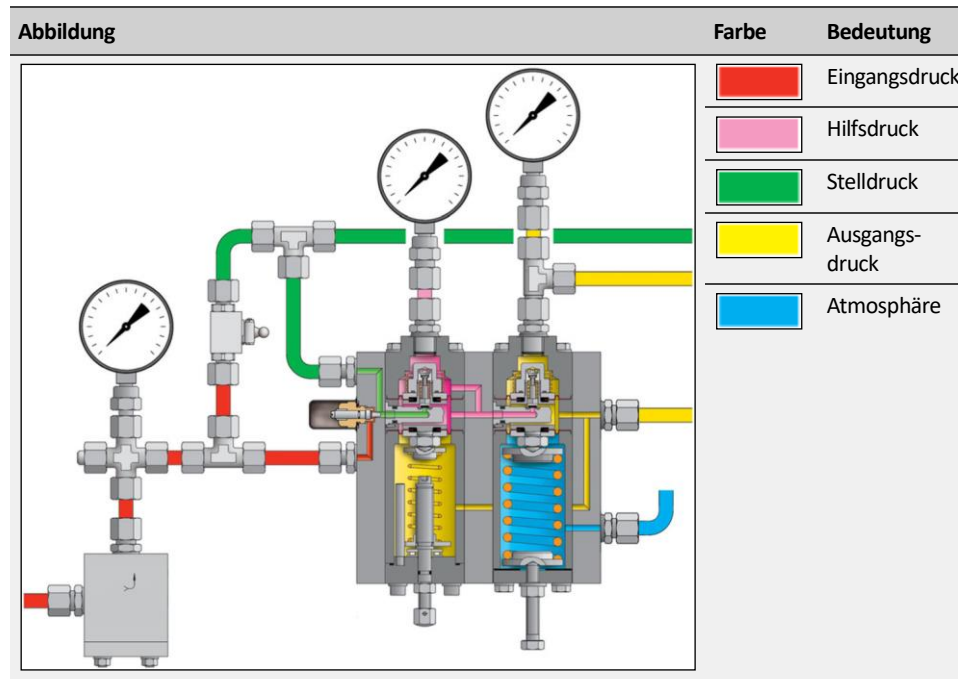 Abbildung Farbe Bedeutung
Eingangsdruck
Hilfsdruck
Stelldruck
Ausgangs-
druck
Atmosphäre